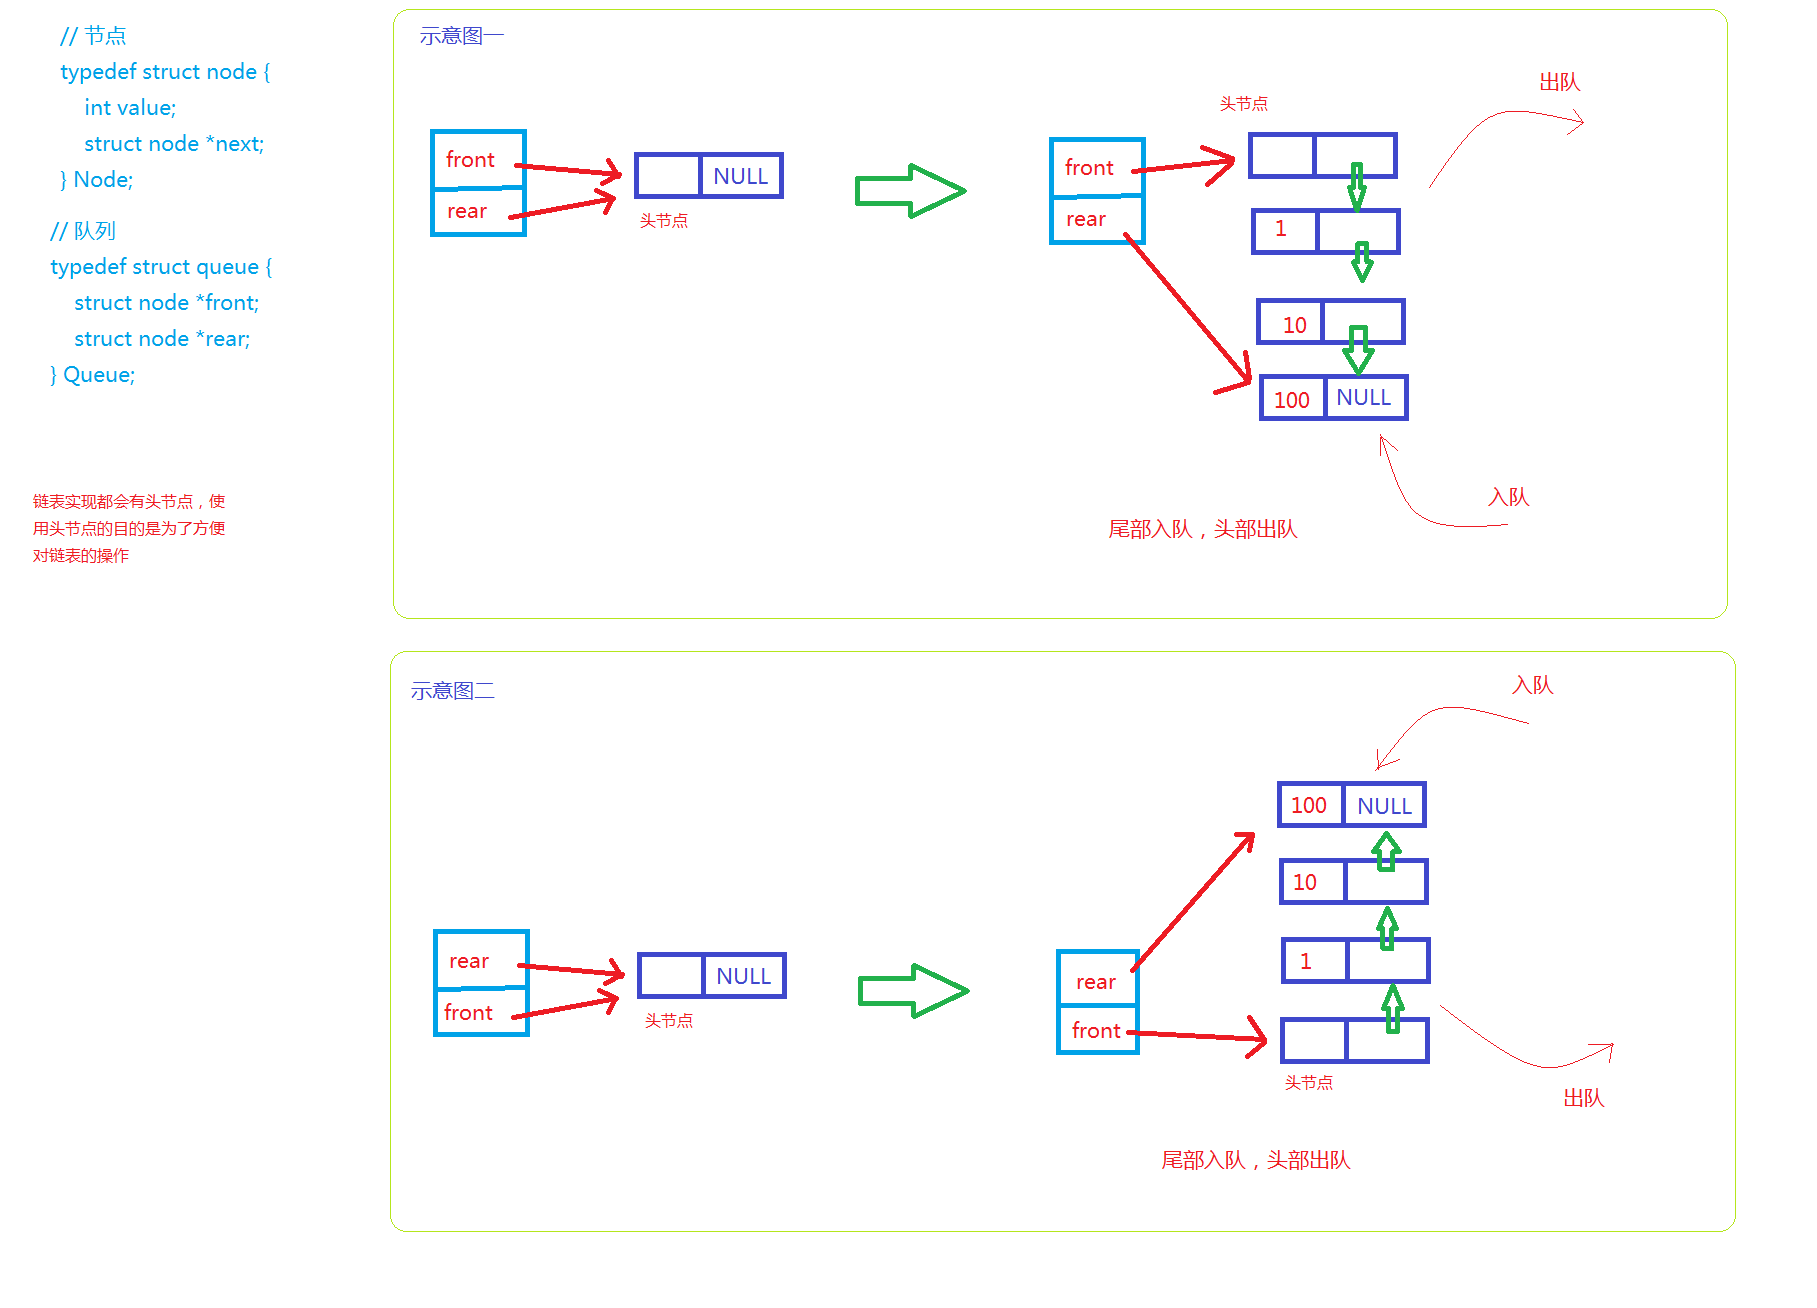 // 节点
typedef struct node {
int value;
struct node *next;
} Node;
// 队列
typedef struct queue {
struct node *front;
struct node *rear;
} Queue;
链表实现都会有头节点，使
用头节点的目的是为了方便
对链表的操作
示意图一
front
rear
NULL
头节点
front
rear
头节点
1
10
100
NULL
出队
入队
尾部入队，头部出队
示意图二
rear
front
NULL
头节点
rear
front
入队
100
NULL
10
1
头节点
出队
尾部入队，头部出队